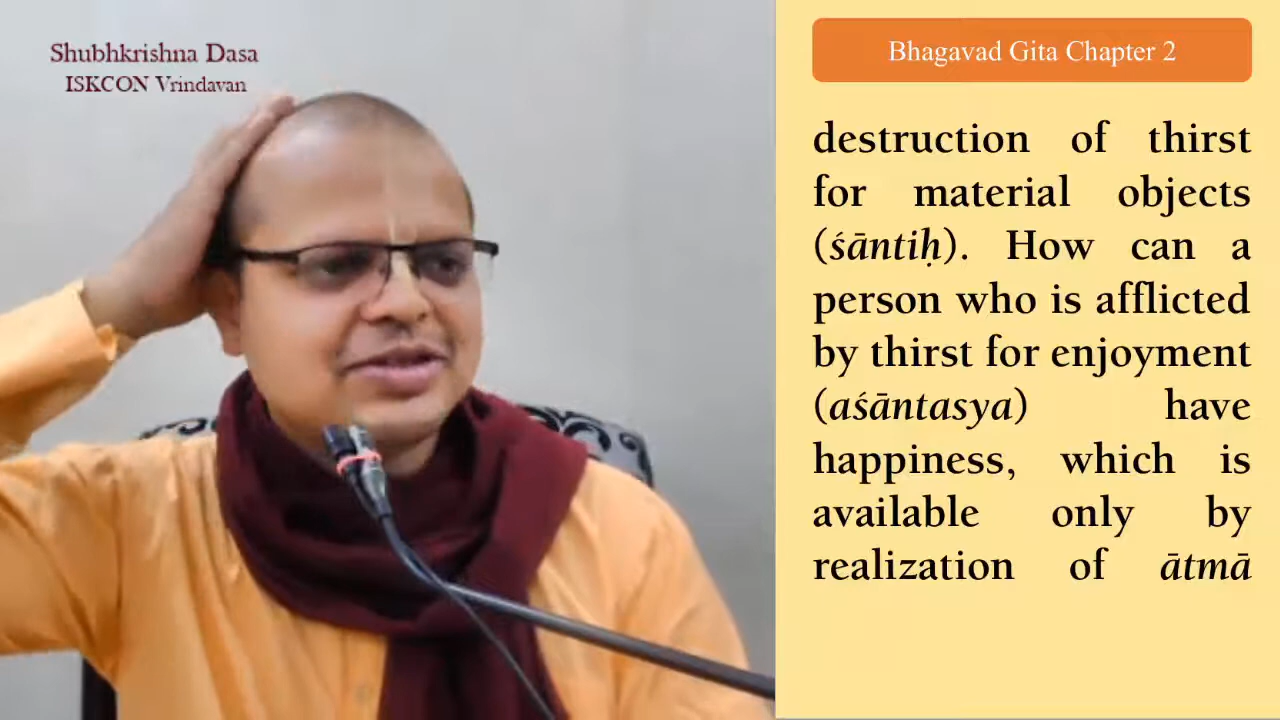 Shubhkrishna Dasa
ISKCON Vrindavan
Bhagavad Gita Chapter 2
destruction of thirst
for material objects
(śāntiḥ). How can a
person who is afflicted
by thirst for enjoyment
(aśāntasya) have
happiness, which is
available only by
realization of ātmā